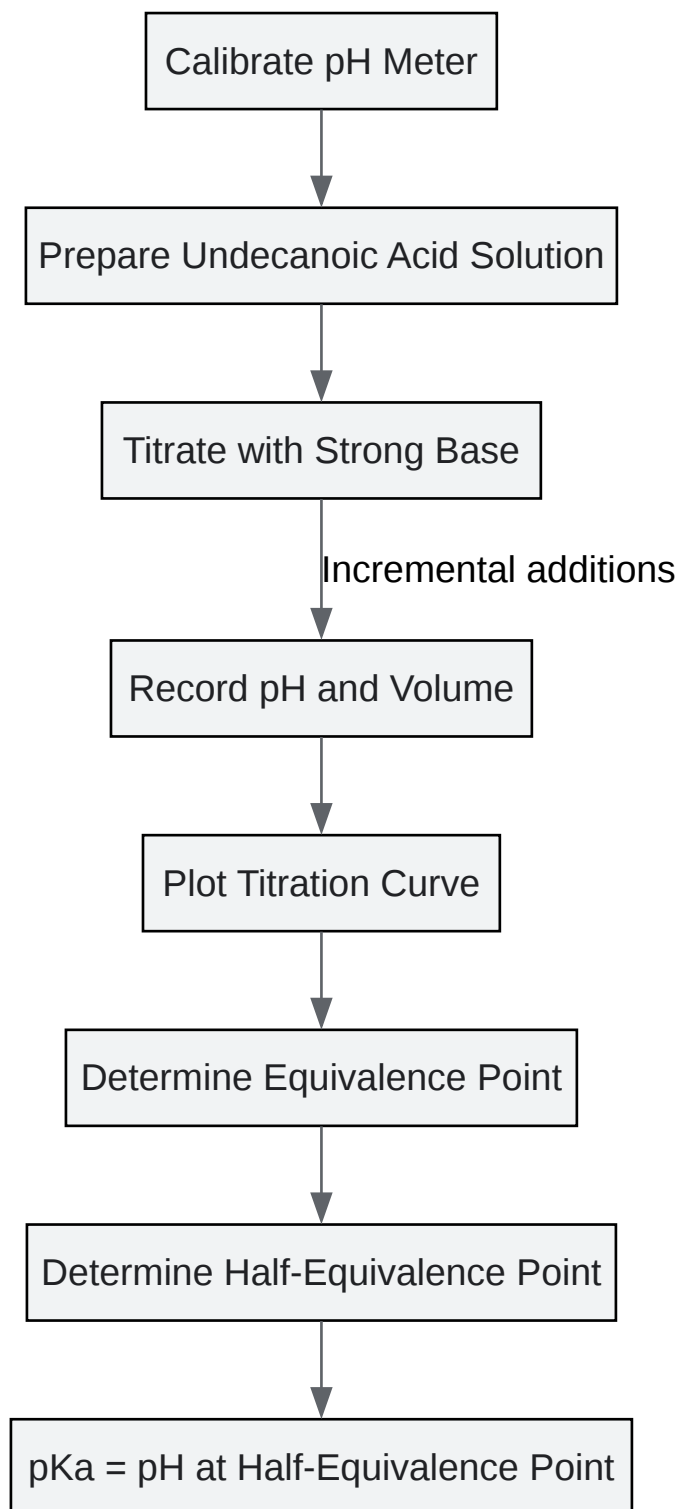 Calibrate pH Meter
Prepare Undecanoic Acid Solution
Titrate with Strong Base
Incremental additions
Record pH and Volume
Plot Titration Curve
Determine Equivalence Point
Determine Half-Equivalence Point
pKa = pH at Half-Equivalence Point